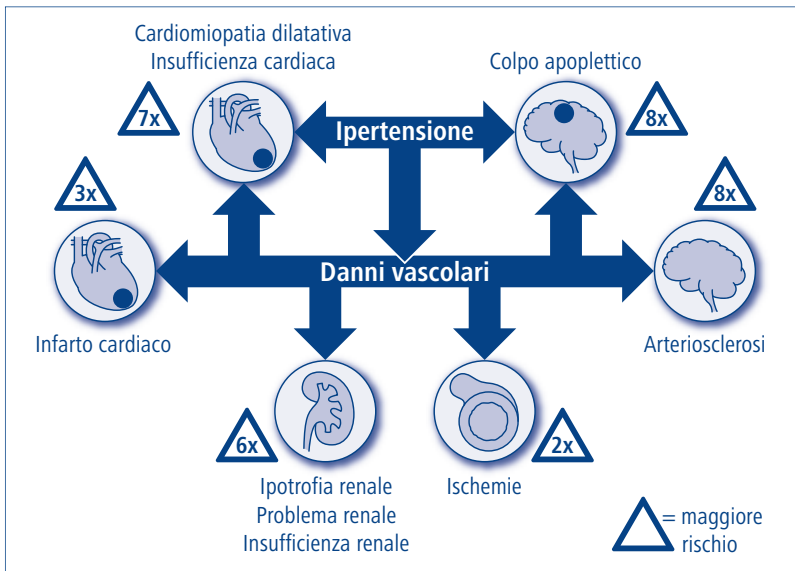 Cardiomiopatia dilatativa
Insufficienza cardiaca
Colpo apoplettico
7x
Ipertensione
8x
3x
8x
Danni vascolari
Infarto cardiaco
Arteriosclerosi
6x
2x
Ipotrofia renale
Problema renale
Insufficienza renale
Ischemie
= maggiore
rischio